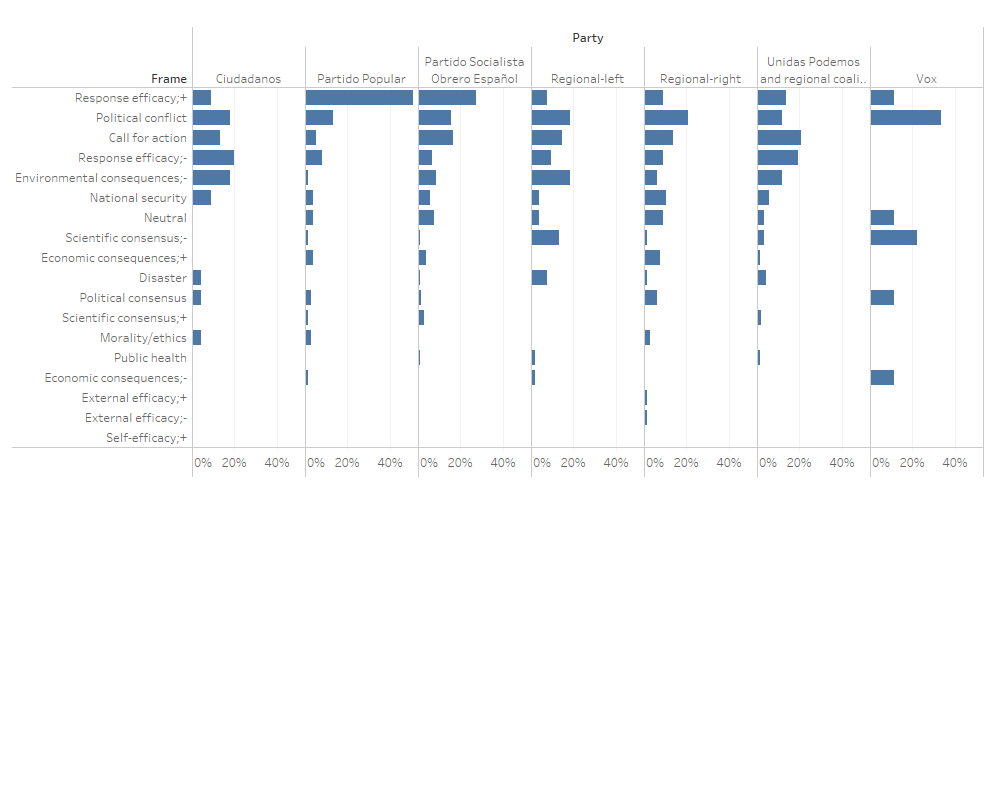 Party
Partido Socialista
Unidas Podemos
Frame Ciudadanos Partido Popular Obrero Español Regional-left Regional-right and regional coali.. Vox
Response efficacy;+
Political conflict
Call for action
Response efficacy;-
Environmental consequences;-
National security
Neutral
Scientific consensus;-
Economic consequences;+
Disaster
Political consensus
Scientific consensus;+
Morality/ethics
Public health
Economic consequences;-
External efficacy;+
External efficacy;-
Self-efficacy;+
0% 20% 40% 0% 20% 40% 0% 20% 40% 0% 20% 40% 0% 20% 40% 0% 20% 40% 0% 20% 40%